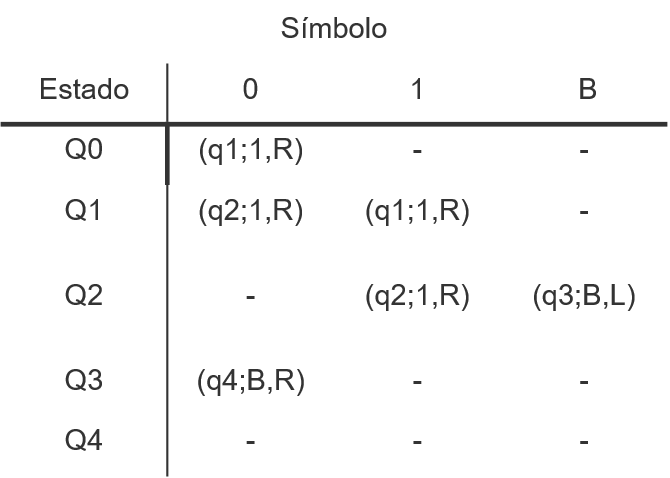 Símbolo
Estado 0 1 B
Q0 (q1;1,R) - -
Q1 (q2;1,R) (q1;1,R) -
Q2 - (q2;1,R) (q3;B,L)
Q3 (q4;B,R) - -
Q4 - - -